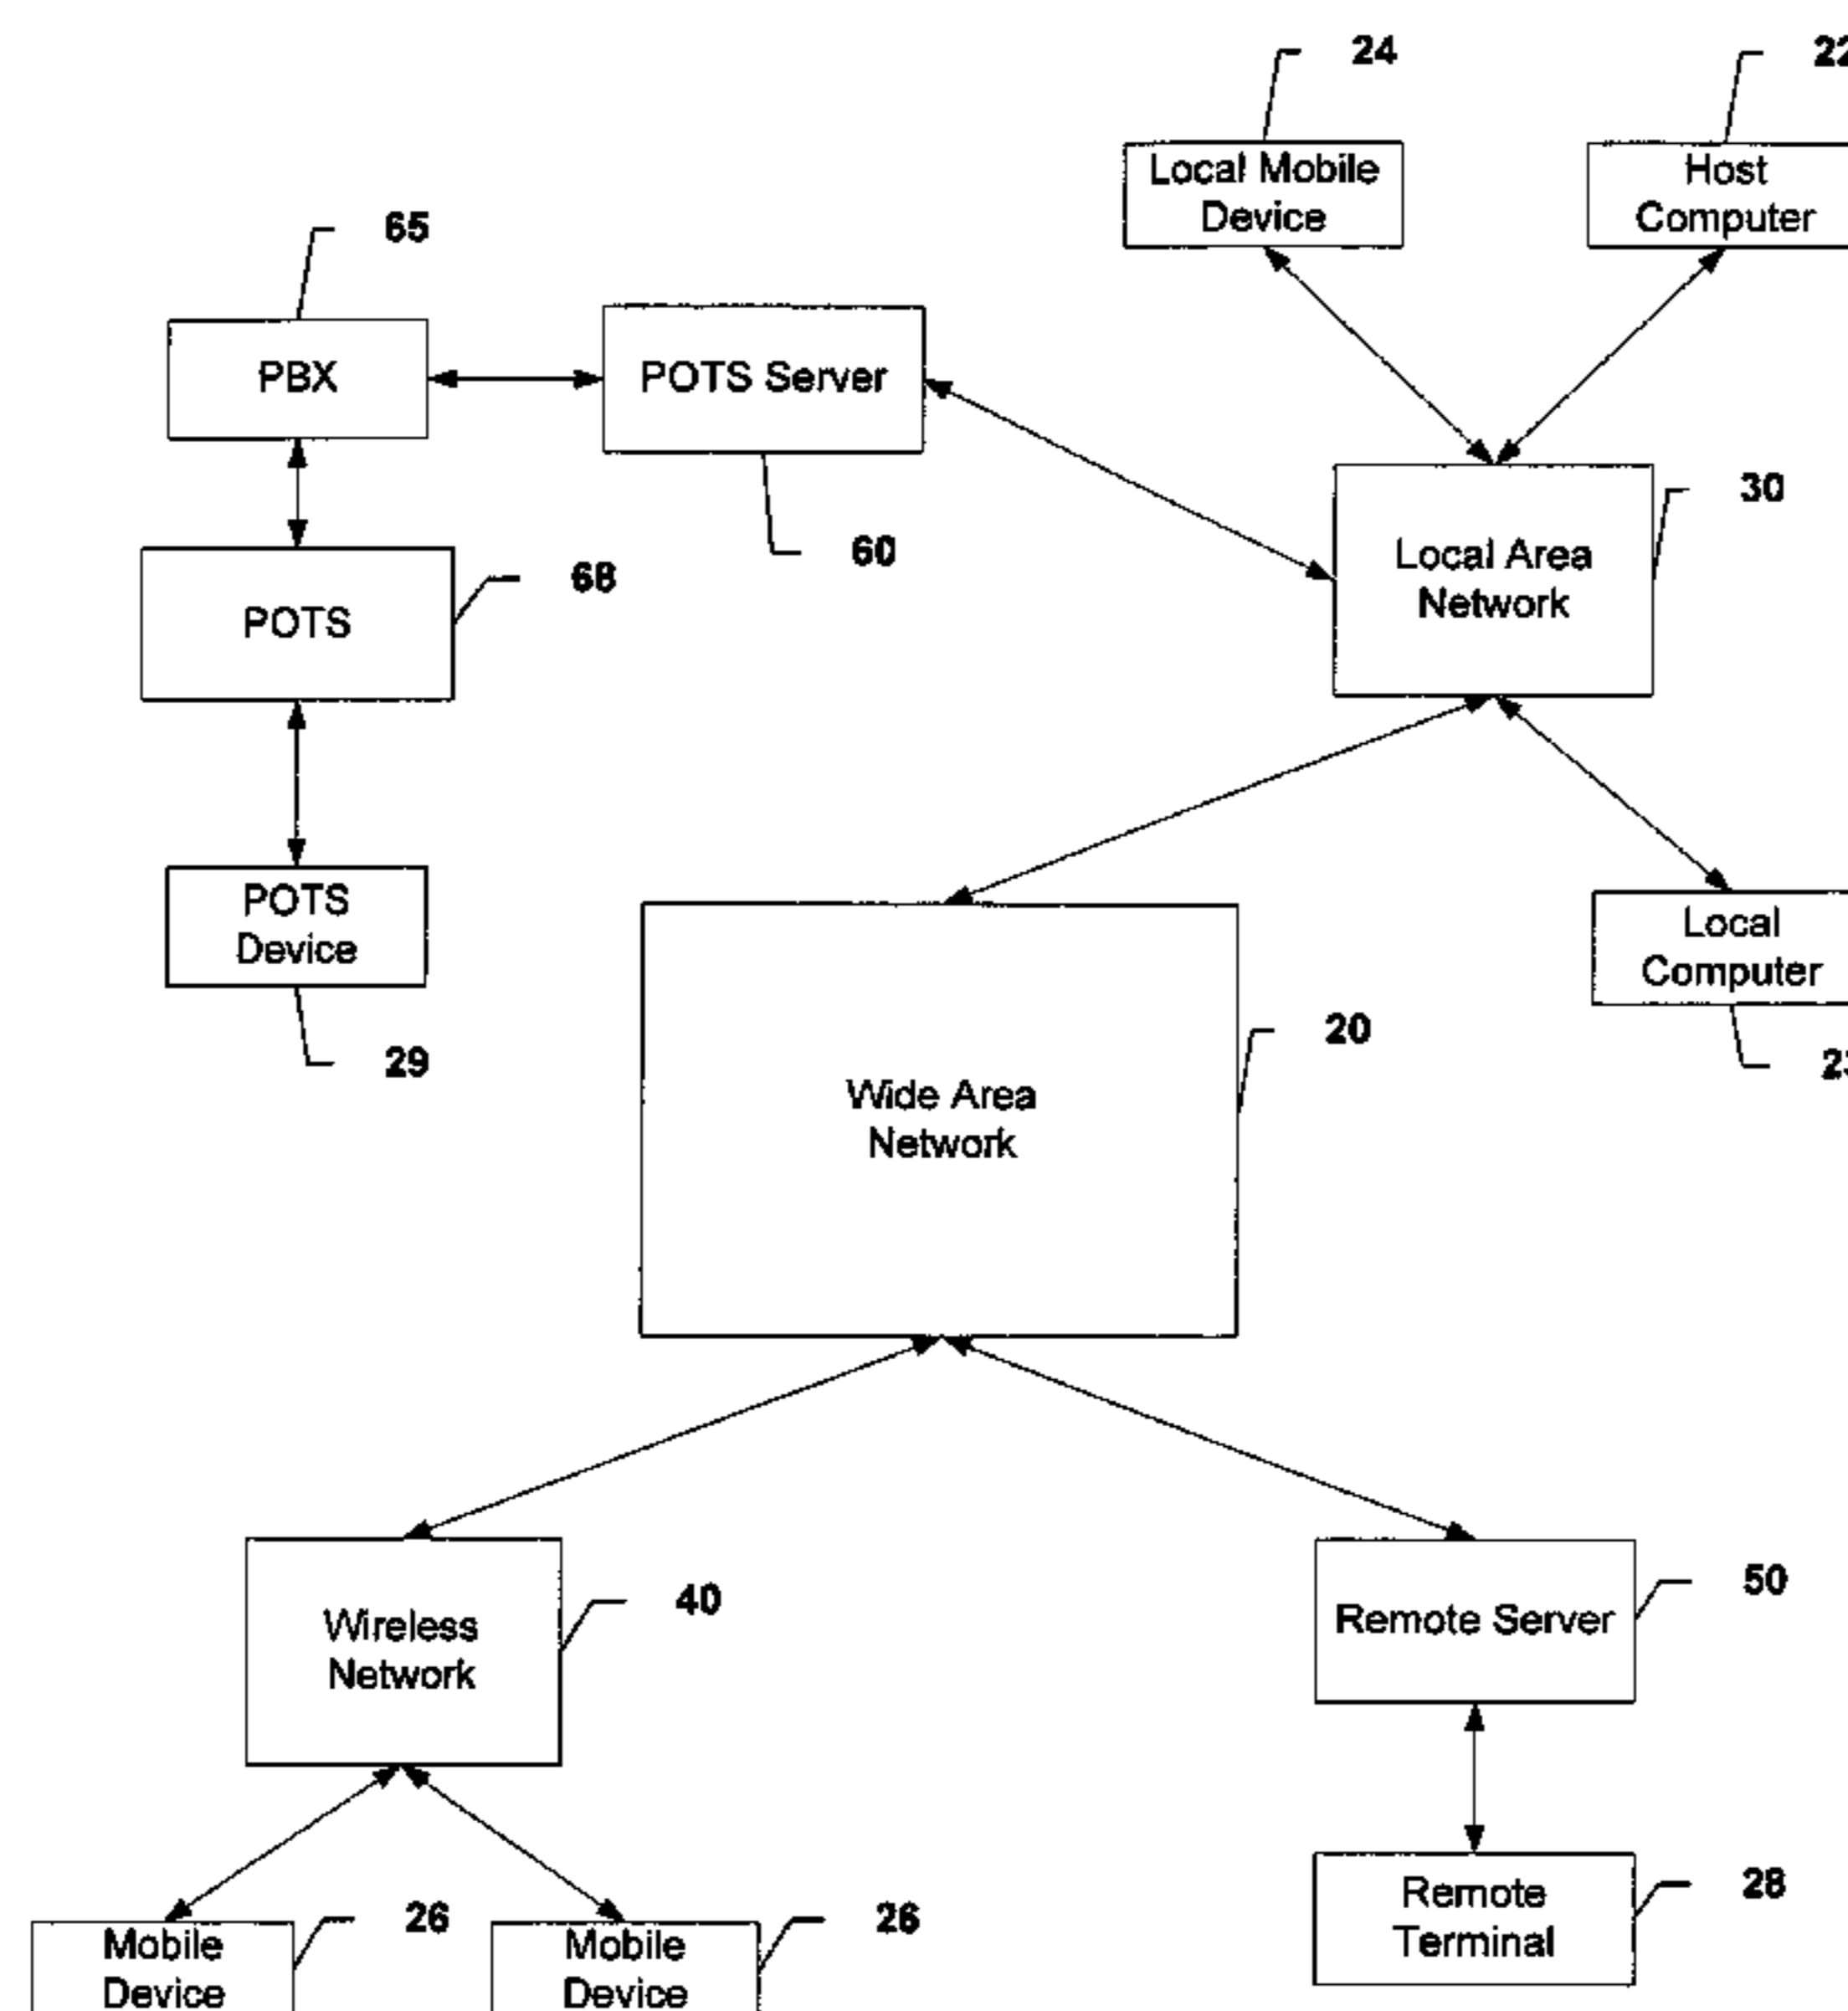 24
22
Local Mobile
Device
Host
Computer
65
PBX
POTS Server
30
Local Area
Network
60
68
POTS
POTS
Device
Local
Computer
29
20
Wide Area
Network
40
50
Wireless
Network
Remote Server
26
26
28
Mobile
Device
Mobile
Device
Remote
Terminal